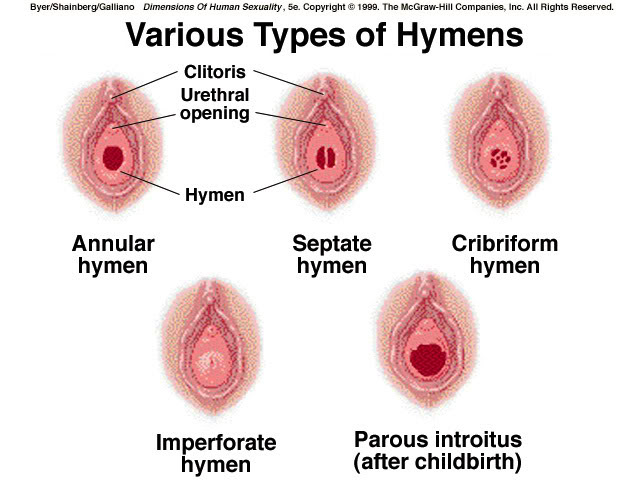 Byer/Shainberg/Galliano Dimensions Of Human Sexuality, 5e. Copyright © 1999. The McGraw-Hill Companies, Inc. All Rights Reserved.
Various Types of Hymens
Clitoris
Urethral
opening
Hymen
Annular
hymen
Septate
hymen
Cribriform
hymen
Imperforate
hymen
Parous introitus
(after childbirth)